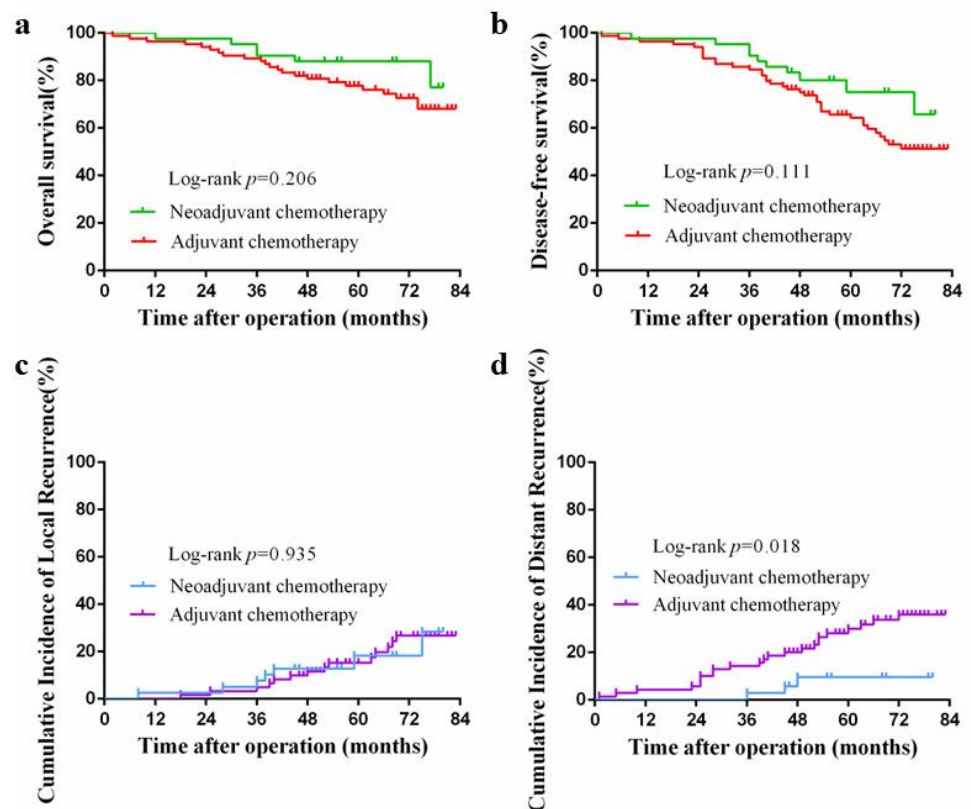 a
Overall survival(%)
100
80
60
40
20
0
Log-rank p=0.206
Neoadjuvant chemotherapy
Adjuvant chemotherapy
0 12 24 36 48 60 72 84
Time after operation (months)
b
Disease-free survival(%)
100
80
60
40
20
0
Log-rank p=0.111
Neoadjuvant chemotherapy
Adjuvant chemotherapy
0 12 24 36 48 60 72 84
Time after operation (months)
c
Cumulative Incidence of Local Recurrence(%)
100
80
60
40
20
0
Log-rank p=0.935
Neoadjuvant chemotherapy
Adjuvant chemotherapy
0 12 24 36 48 60 72 84
Time after operation (months)
d
Cumulative Incidence of Distant Recurrence(%)
100
80
60
40
20
0
Log-rank p=0.018
Neoadjuvant chemotherapy
Adjuvant chemotherapy
0 12 24 36 48 60 72 84
Time after operation (months)